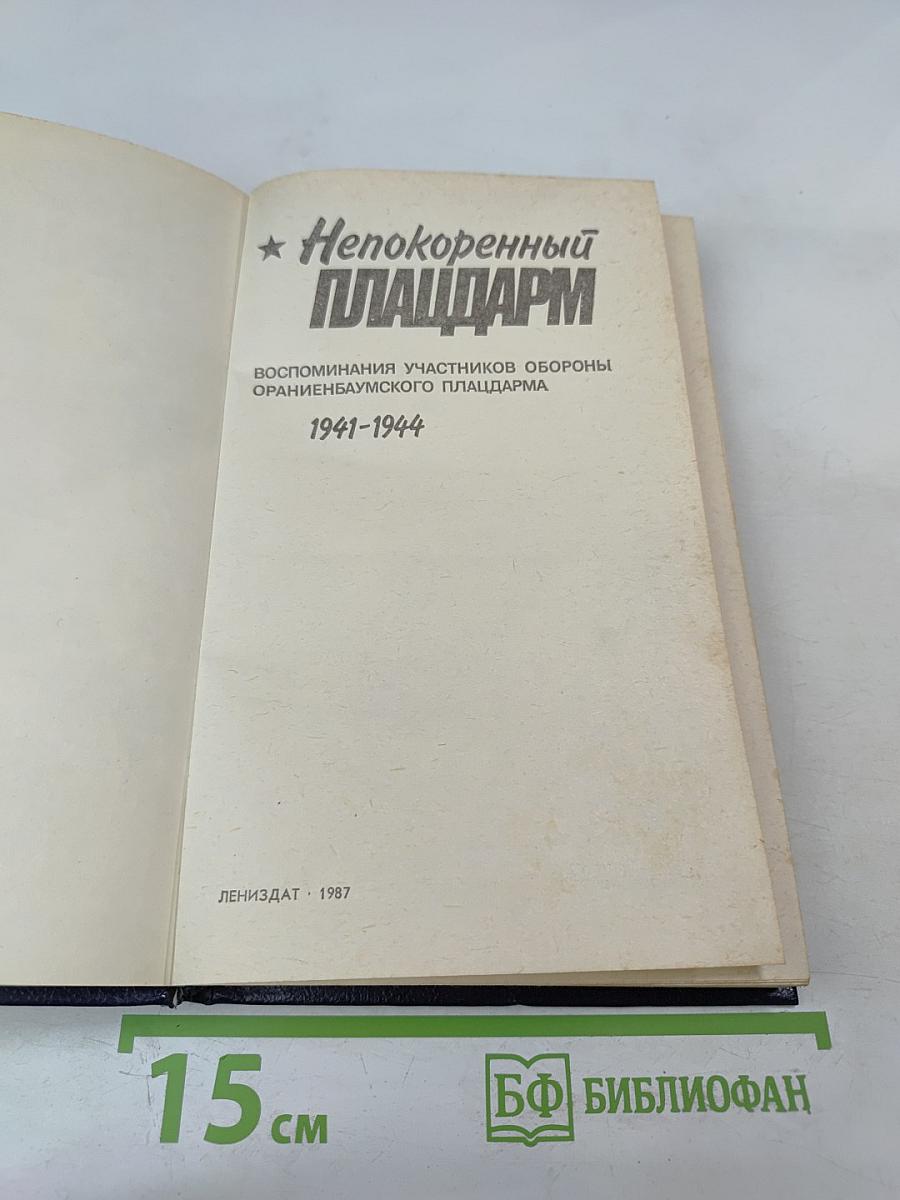 Непокоренный
ПЛАЦДАРМ
ВОСПОМИНАНИЯ УЧАСТНИКОВ ОБОРОНЫ
ОРАНИЕНБАУМСКОГО ПЛАЦДАРМА
1941-1944
ЛЕНИЗДАТ · 1987
15 см
БФ БИБЛИОФАН